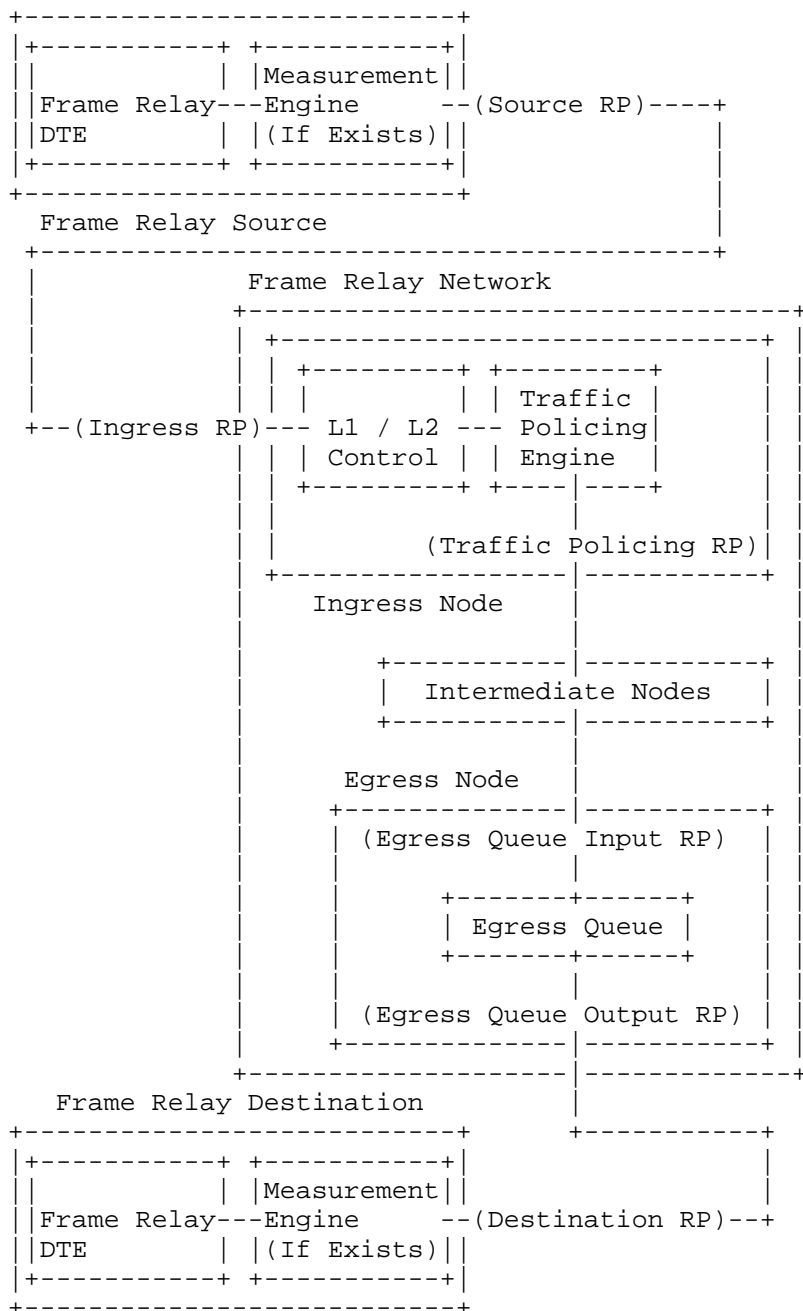 Measurement
Frame Relay---Engine --(Source RP)----+
DTE (If Exists)
Frame Relay Source
Frame Relay Network
Traffic
+--(Ingress RP)--- L1 / L2 --- Policing
Control Engine
(Traffic Policing RP)
Ingress Node
Intermediate Nodes
Egress Node
(Egress Queue Input RP)
Egress Queue
(Egress Queue Output RP)
Frame Relay Destination
Measurement
Frame Relay---Engine --(Destination RP)--+
DTE (If Exists)